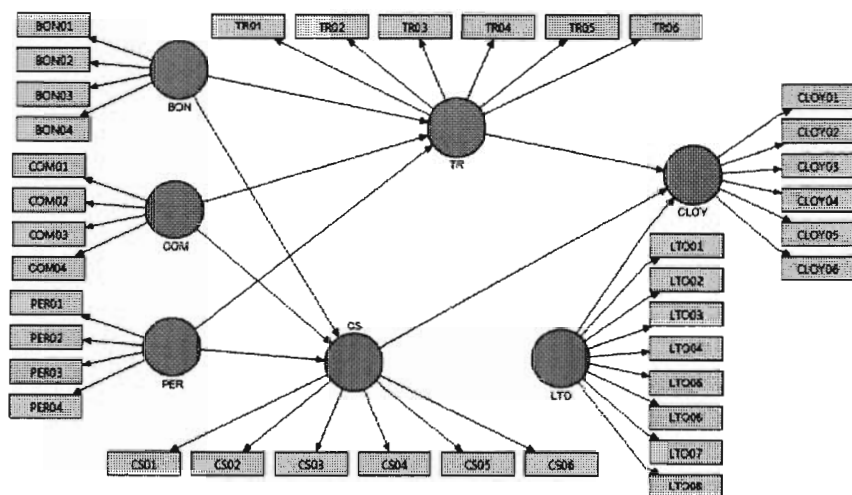 BON01
BON02
BON03
BON04
BON
TR01
TR02
TR03
TR04
TR05
TR06
TR
COM01
COM02
COM03
COM04
COM
PER01
PER02
PER03
PER04
PER
CS
CS01
CS02
CS03
CS04
CS05
CS06
CLOY01
CLOY02
CLOY03
CLOY04
CLOY05
CLOY06
CLOY
LTO01
LTO02
LTO03
LTO04
LTO05
LTO06
LTO07
LTO08
LTO